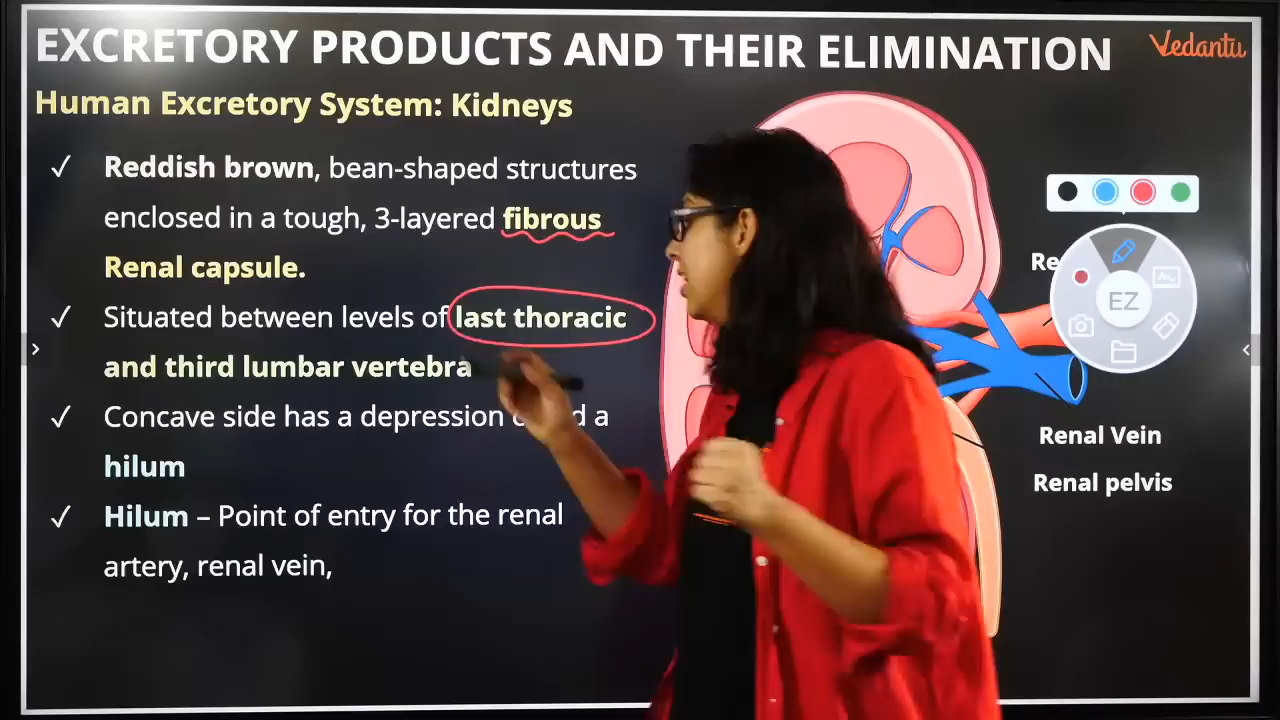 EXCRETORY PRODUCTS AND THEIR ELIMINATION
Vedantu
Human Excretory System: Kidneys
✓ Reddish brown, bean-shaped structures
enclosed in a tough, 3-layered fibrous
Renal capsule.
✓ Situated between levels of last thoracic
and third lumbar vertebra
✓ Concave side has a depression a
hilum
✓ Hilum – Point of entry for the renal
artery, renal vein,
EZ
Renal Vein
Renal pelvis